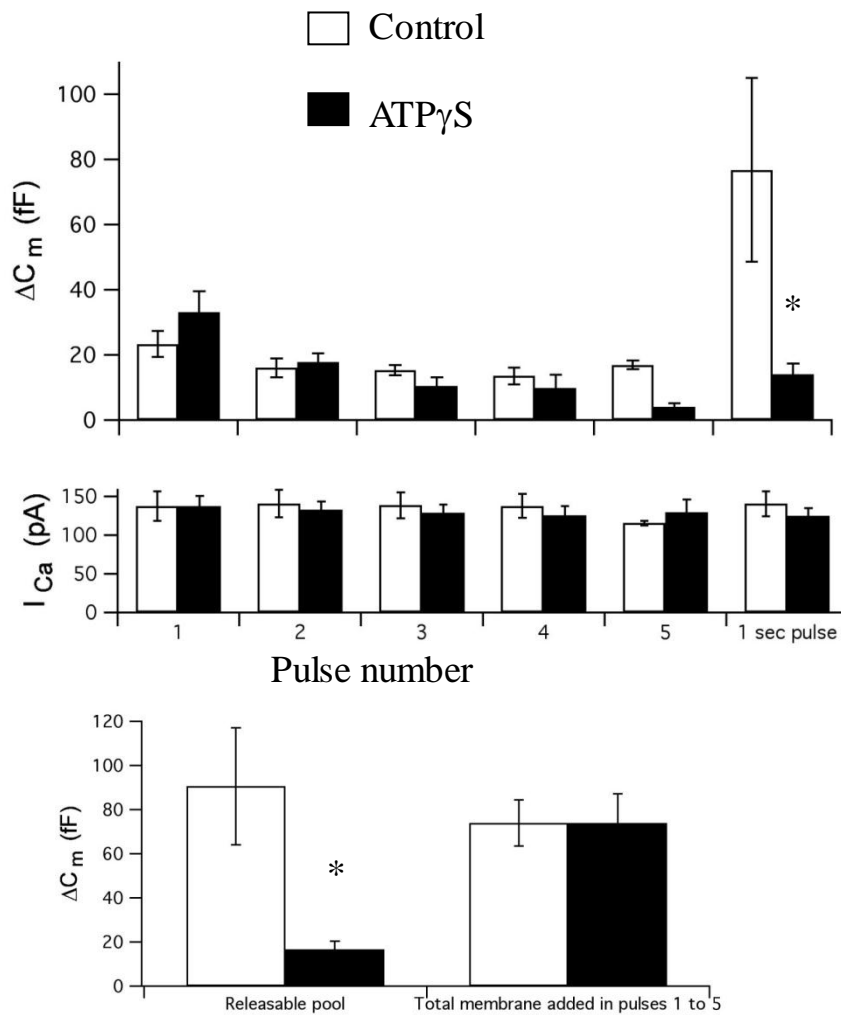 Control
ATPγS
ΔCm (fF)
100
80
60
40
20
0
*
ICa (pA)
150
100
50
0
1 2 3 4 5 1 sec pulse
Pulse number
ΔCm (fF)
120
100
80
60
40
20
0
*
Releasable pool Total membrane added in pulses 1 to 5